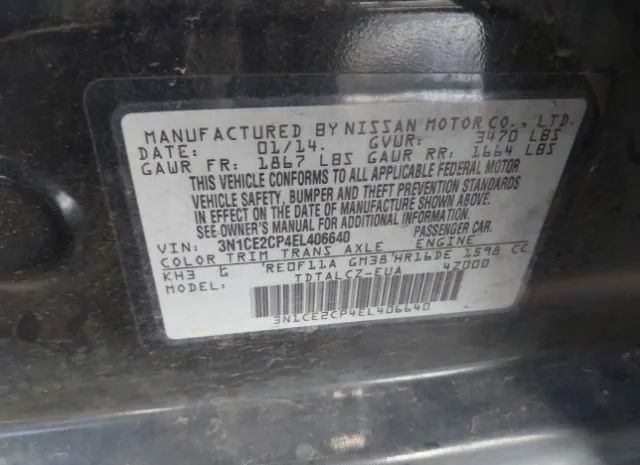 MANUFACTURED BY NISSAN MOTOR CO., LTD.
DATE: 01/14. GVWR: 3470 LBS
GAWR FR: 1867 LBS GAWR RR: 1664 LBS
THIS VEHICLE CONFORMS TO ALL APPLICABLE FEDERAL MOTOR
VEHICLE SAFETY, BUMPER AND THEFT PREVENTION STANDARDS
IN EFFECT ON THE DATE OF MANUFACTURE SHOWN ABOVE.
SEE OWNER'S MANUAL FOR ADDITIONAL INFORMATION.
VIN: 3N1CE2CP4EL406640 PASSENGER CAR.
COLOR TRIM TRANS AXLE ENGINE
KH3 G RE0F11A GM38 HR16DE 1598 CC
MODEL: TDTALCZ-EUA 4Z000
3N1CE2CP4EL406640